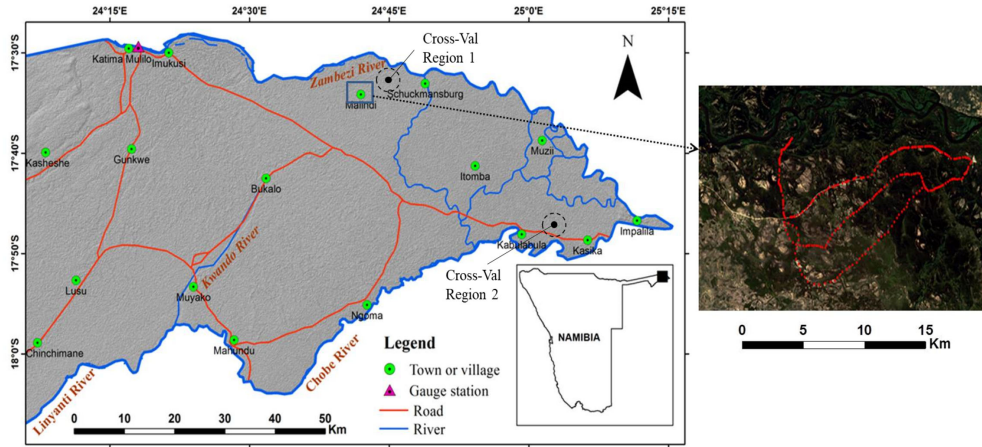 24°15'E
24°30'E
24°45'E
25°0'E
25°15'E
17°30'S
17°40'S
17°50'S
18°0'S
Katima Mulilo
Imukusi
Zambezi River
Cross-Val
Region 1
Malindi
Schuckmansburg
N
Kasheshe
Gunkwe
Bukalo
Itomba
Muzii
Impalila
Kabulabula
Kasika
Cross-Val
Region 2
Kwando River
Lusu
Muyako
Ngoma
Chinchimane
Mahundu
Chobe River
Linyanti River
Legend
Town or village
Gauge station
Road
River
0 10 20 30 40 50
Km
NAMIBIA
0 5 10 15
Km